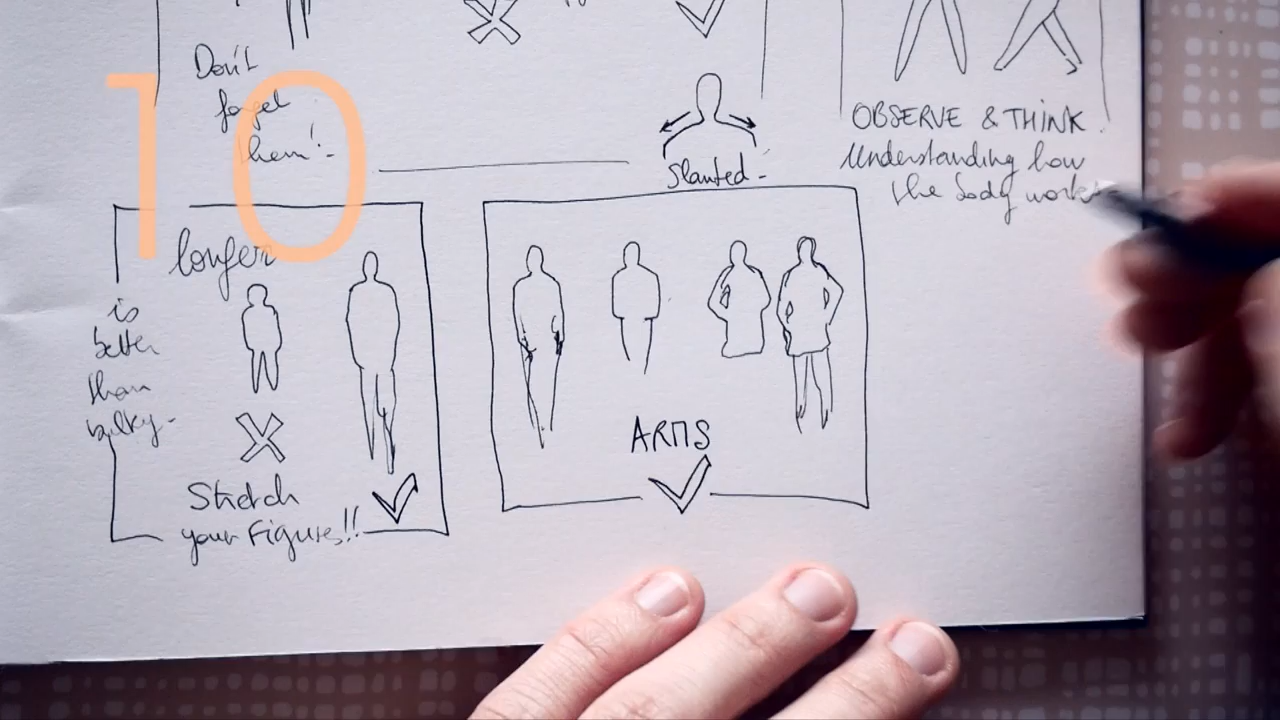 10
Don't
forget
them!
Slanted
OBSERVE & THINK
Understanding how
the body works
longer
is
better
than
bulky
Stretch
your Figures!!
ARMS